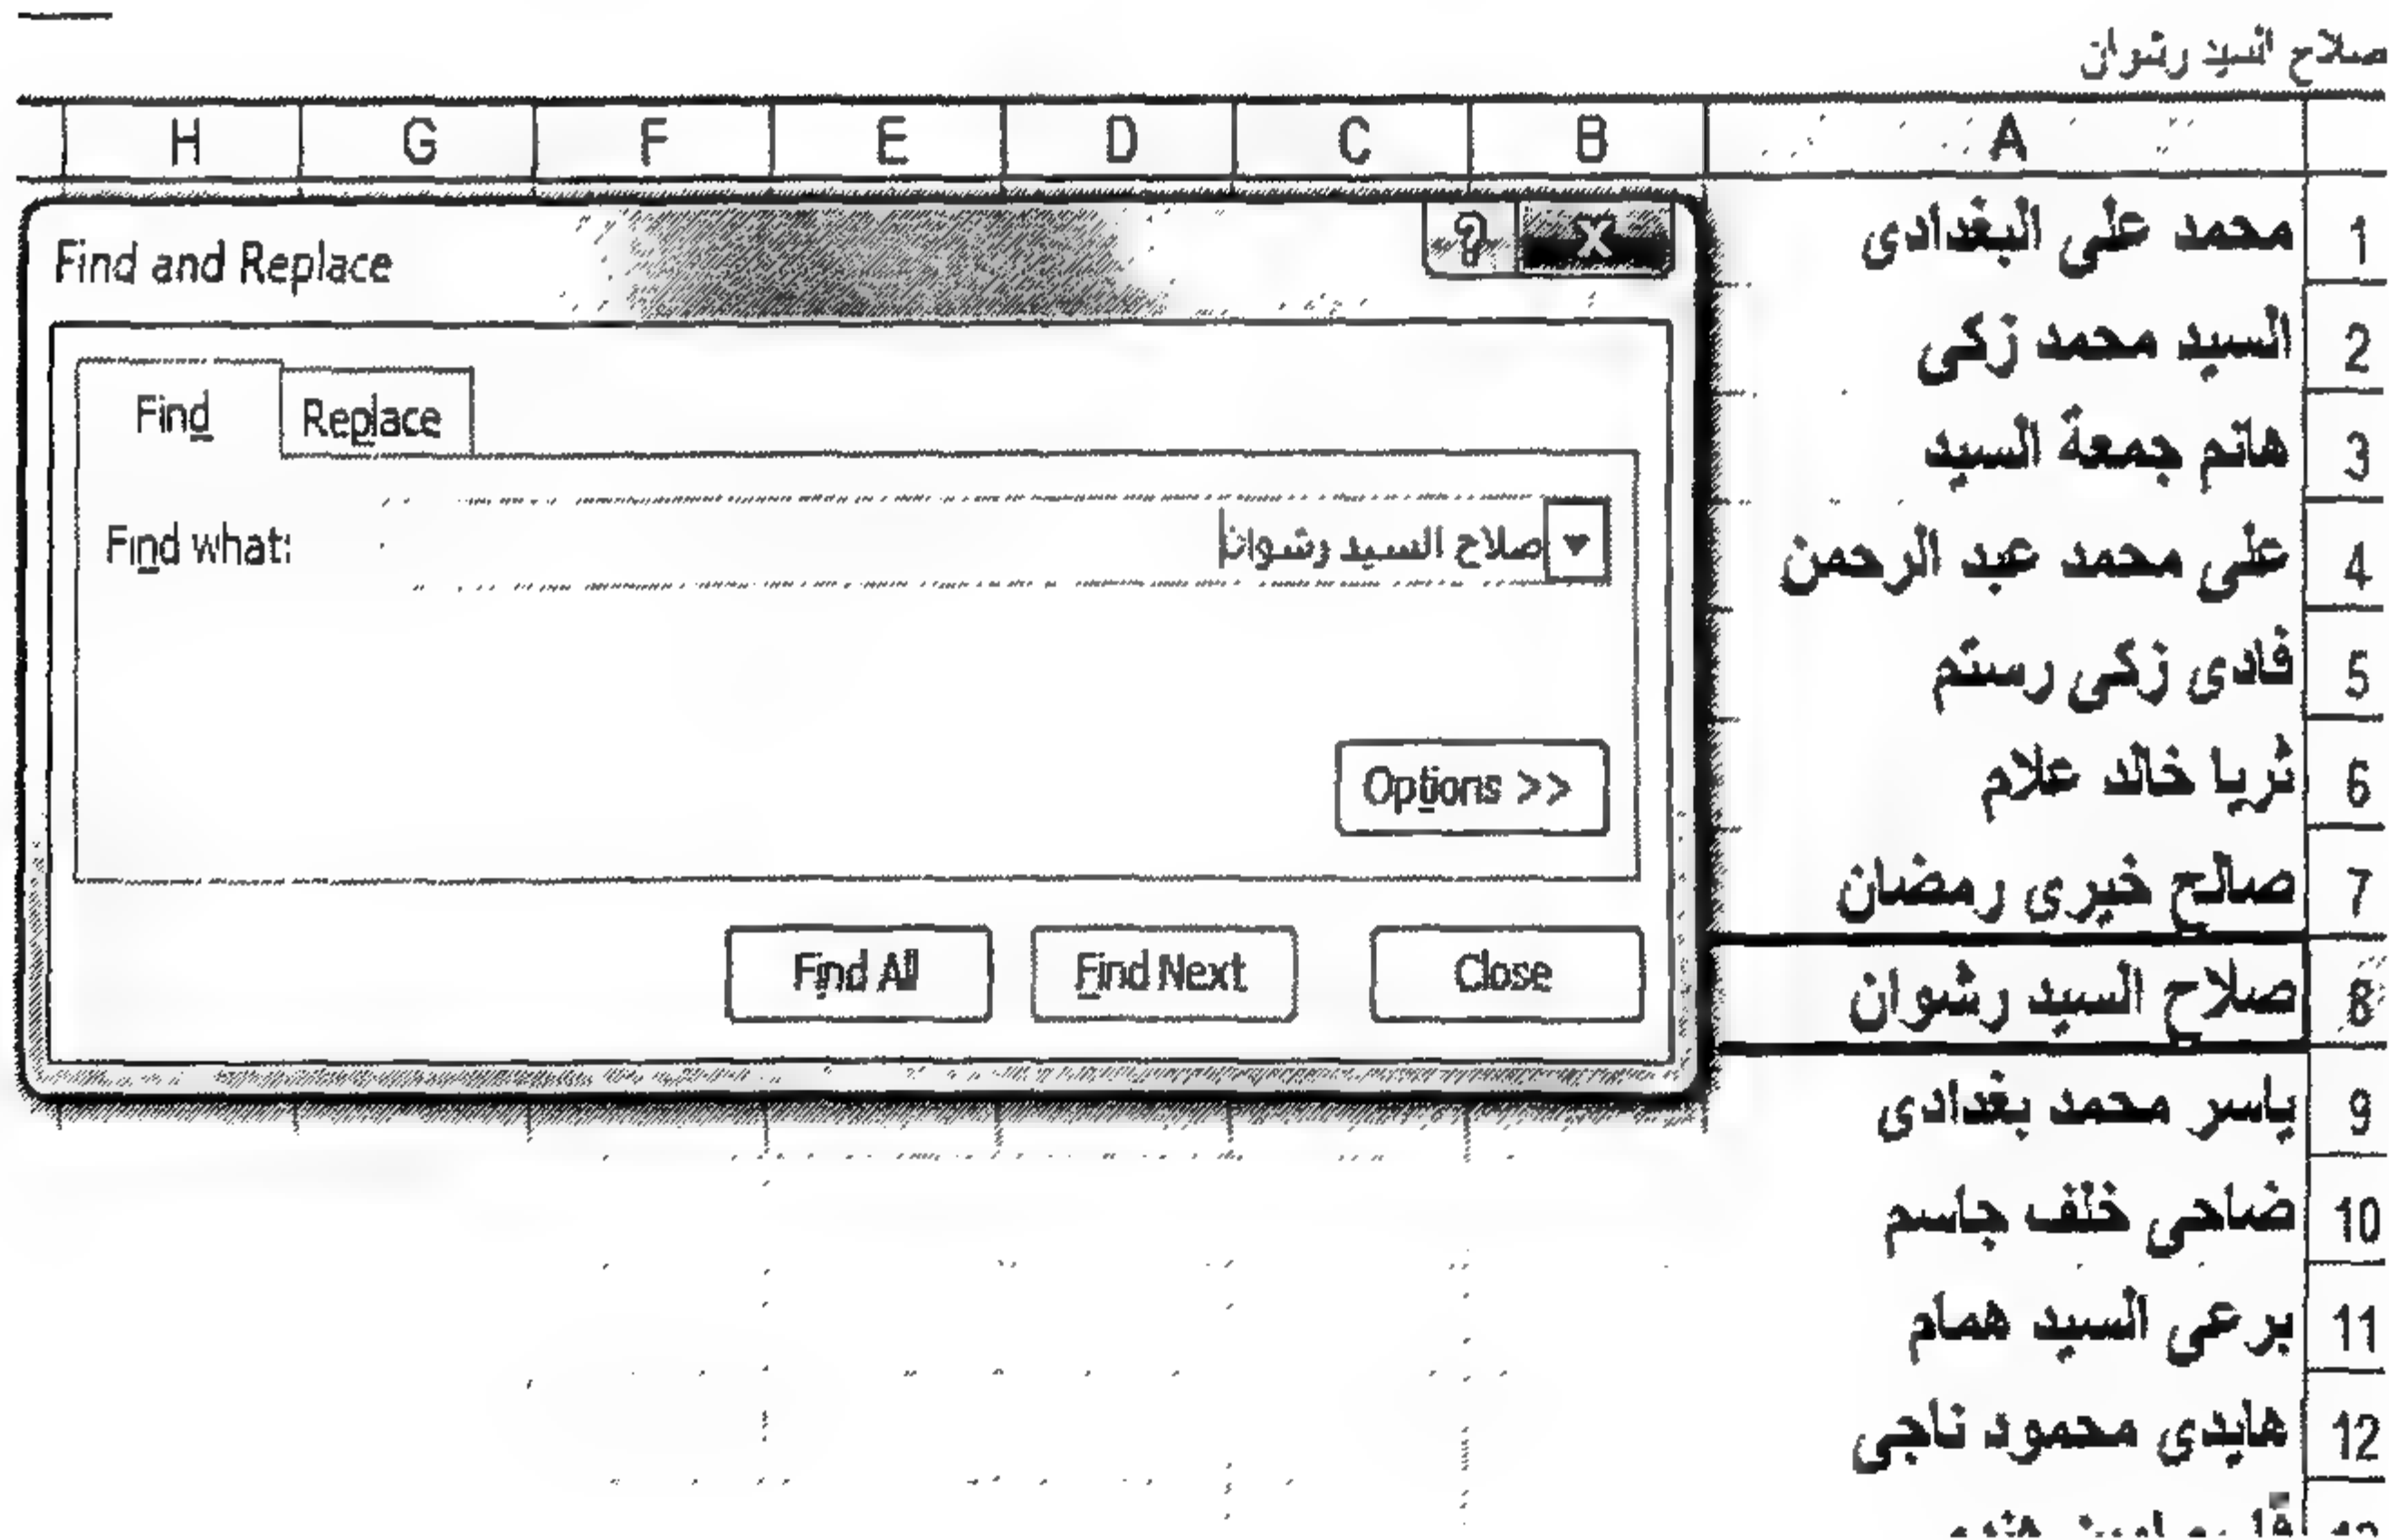 صلاح السيد رشوان
H G F E D C B A
Find and Replace ? X
Find Replace
Find what: صلاح السيد رشوان
Options >>
Find All Find Next Close
محمد على البغدادى 1
السيد محمد زكى 2
هانم جمعة السيد 3
على محمد عبد الرحمن 4
فادى زكى رستم 5
ثريا خالد علام 6
صالح خيرى رمضان 7
صلاح السيد رشوان 8
ياسر محمد بغدادى 9
ضاحى خلف جاسم 10
برعى السيد همام 11
هايدى محمود ناجى 12